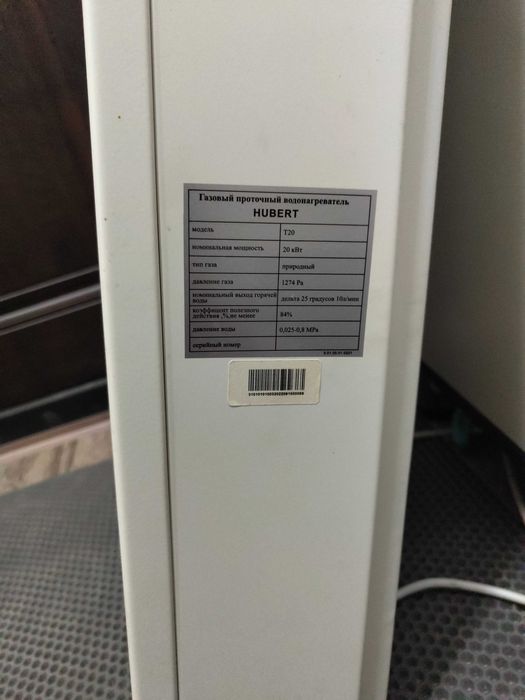 Газовый проточный водонагреватель
HUBERT
модель T20
номинальная мощность 20 кВт
тип газа природный
давление газа 1274 Pa
номинальный выход горячей воды дельта 25 градусов 10л/мин
коэффициент полезного действия ,%,не менее 84%
давление воды 0,025-0,8 MPa
серийный номер